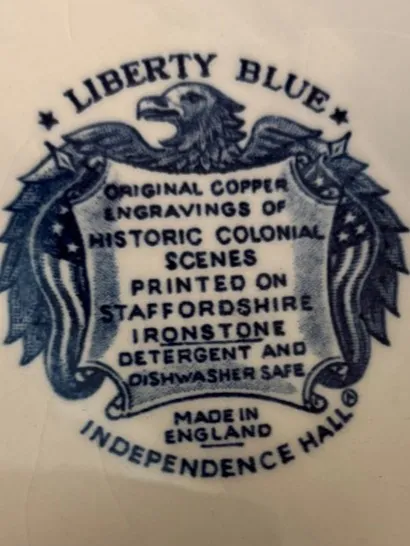 ★ LIBERTY BLUE ★
ORIGINAL COPPER
ENGRAVINGS OF
HISTORIC COLONIAL
SCENES
PRINTED ON
STAFFORDSHIRE
IRONSTONE
DETERGENT AND
DISHWASHER SAFE
MADE IN
ENGLAND
INDEPENDENCE HALL®